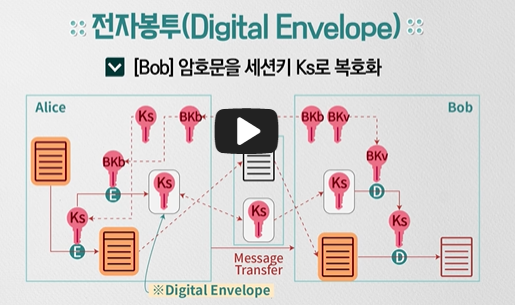 전자봉투(Digital Envelope)
[Bob] 암호문을 세션키 Ks로 복호화
Alice
Bob
Ks
BKb
BKb
BKv
BKb
BKv
E
Ks
Ks
D
Ks
Ks
Ks
E
D
Message
Transfer
※Digital Envelope